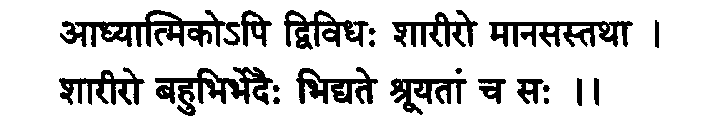 आध्यात्मिकोऽपि द्विविधः शारीरो मानसस्तथा ।
शारीरो बहुभिर्भेदैः भिद्यते श्रूयतां च सः ।।